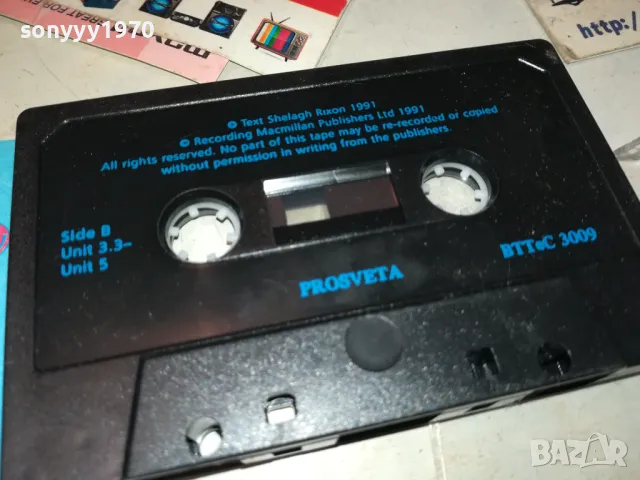 sonyyy1970
http:/
© Text Shelagh Rixon 1991
© Recording Macmillan Publishers Ltd 1991
All rights reserved. No part of this tape may be re-recorded or copied
without permission in writing from the publishers.
Side B
Unit 3.3–
Unit 5
PROSVETA
BTTeC 3009
BAZAR